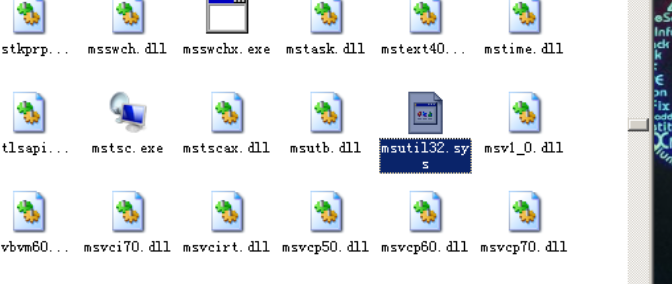 stkprp... msswch.dll msswchx.exe mstask.dll mstext40... mstime.dll
tlsapi... mstsc.exe mstscax.dll msutb.dll msutil32.sy msv1_0.dll
s
vbvm60... msvci70.dll msvcirt.dll msvcp50.dll msvcp60.dll msvcp70.dll